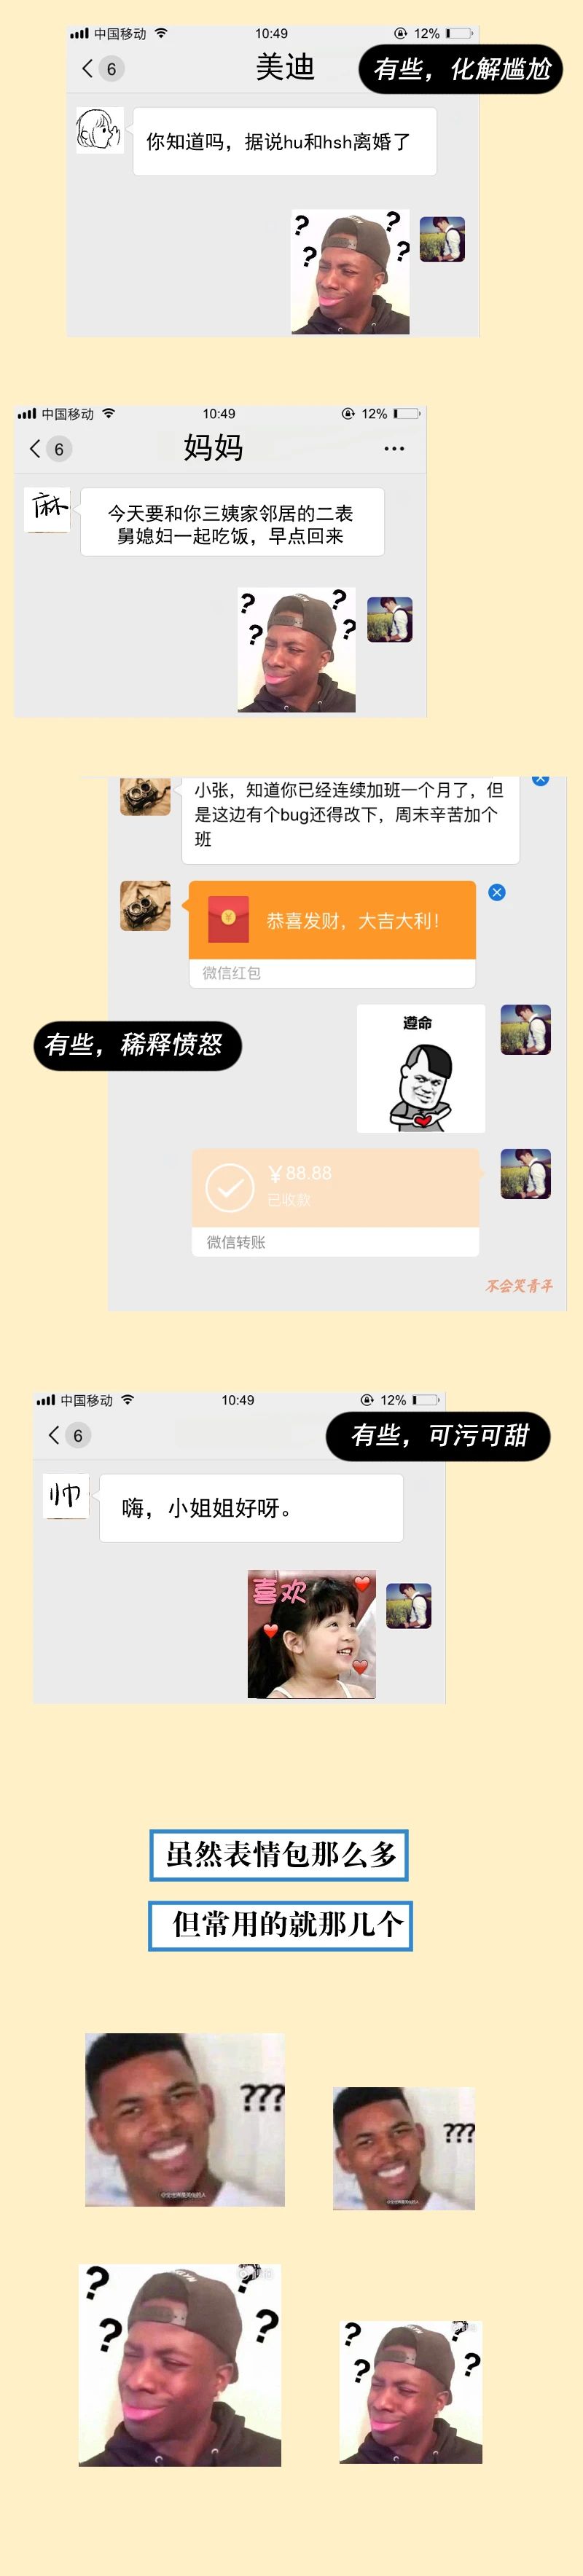 中国移动 10:49 12%
6 美迪
有些，化解尴尬
你知道吗，据说hu和hsh离婚了
? ? ? ?
中国移动 10:49 12%
6 妈妈 ···
麻
今天要和你三姨家邻居的二表
舅媳妇一起吃饭，早点回来
? ? ? ?
小张，知道你已经连续加班一个月了，但
是这边有个bug还得改下，周末辛苦加个
班
恭喜发财，大吉大利！
微信红包
遵命
有些，稀释愤怒
￥88.88
已收款
微信转账
不会笑青年
中国移动 10:49 12%
6
有些，可污可甜
帅
嗨，小姐姐好呀。
喜欢
虽然表情包那么多
但常用的就那几个
???
???
? ? ? ?
? ? ? ?